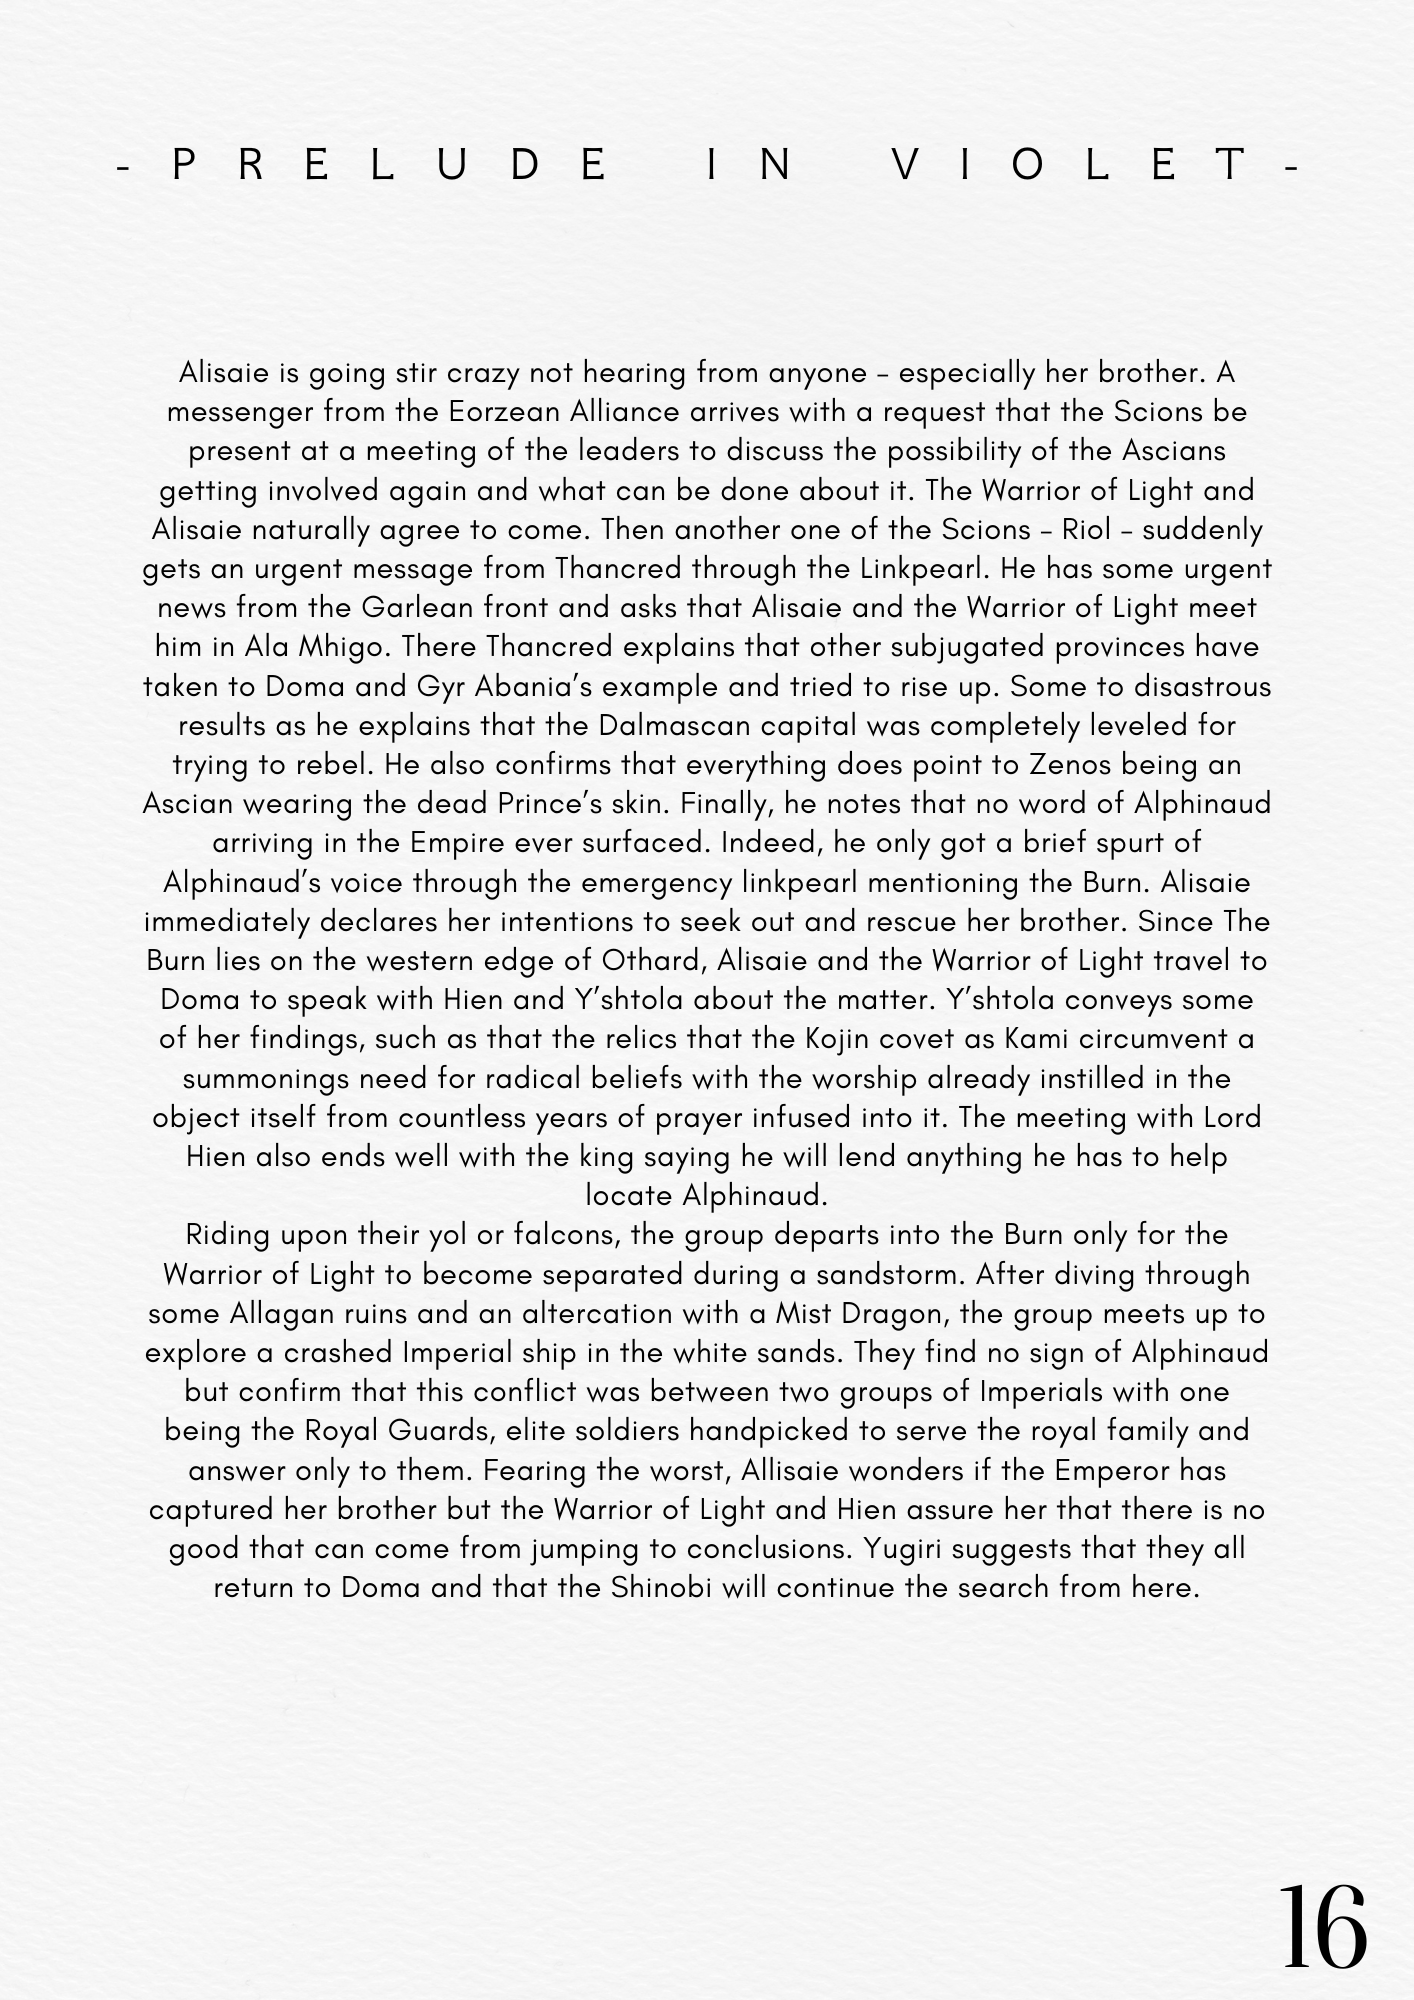 - PRELUDE IN VIOLET -
Alisaie is going stir crazy not hearing from anyone – especially her brother. A
messenger from the Eorzean Alliance arrives with a request that the Scions be
present at a meeting of the leaders to discuss the possibility of the Ascians
getting involved again and what can be done about it. The Warrior of Light and
Alisaie naturally agree to come. Then another one of the Scions – Riol – suddenly
gets an urgent message from Thancred through the Linkpearl. He has some urgent
news from the Garlean front and asks that Alisaie and the Warrior of Light meet
him in Ala Mhigo. There Thancred explains that other subjugated provinces have
taken to Doma and Gyr Abania’s example and tried to rise up. Some to disastrous
results as he explains that the Dalmascan capital was completely leveled for
trying to rebel. He also confirms that everything does point to Zenos being an
Ascian wearing the dead Prince’s skin. Finally, he notes that no word of Alphinaud
arriving in the Empire ever surfaced. Indeed, he only got a brief spurt of
Alphinaud’s voice through the emergency linkpearl mentioning the Burn. Alisaie
immediately declares her intentions to seek out and rescue her brother. Since The
Burn lies on the western edge of Othard, Alisaie and the Warrior of Light travel to
Doma to speak with Hien and Y’shtola about the matter. Y’shtola conveys some
of her findings, such as that the relics that the Kojin covet as Kami circumvent a
summonings need for radical beliefs with the worship already instilled in the
object itself from countless years of prayer infused into it. The meeting with Lord
Hien also ends well with the king saying he will lend anything he has to help
locate Alphinaud.
Riding upon their yol or falcons, the group departs into the Burn only for the
Warrior of Light to become separated during a sandstorm. After diving through
some Allagan ruins and an altercation with a Mist Dragon, the group meets up to
explore a crashed Imperial ship in the white sands. They find no sign of Alphinaud
but confirm that this conflict was between two groups of Imperials with one
being the Royal Guards, elite soldiers handpicked to serve the royal family and
answer only to them. Fearing the worst, Allisaie wonders if the Emperor has
captured her brother but the Warrior of Light and Hien assure her that there is no
good that can come from jumping to conclusions. Yugiri suggests that they all
return to Doma and that the Shinobi will continue the search from here.
16